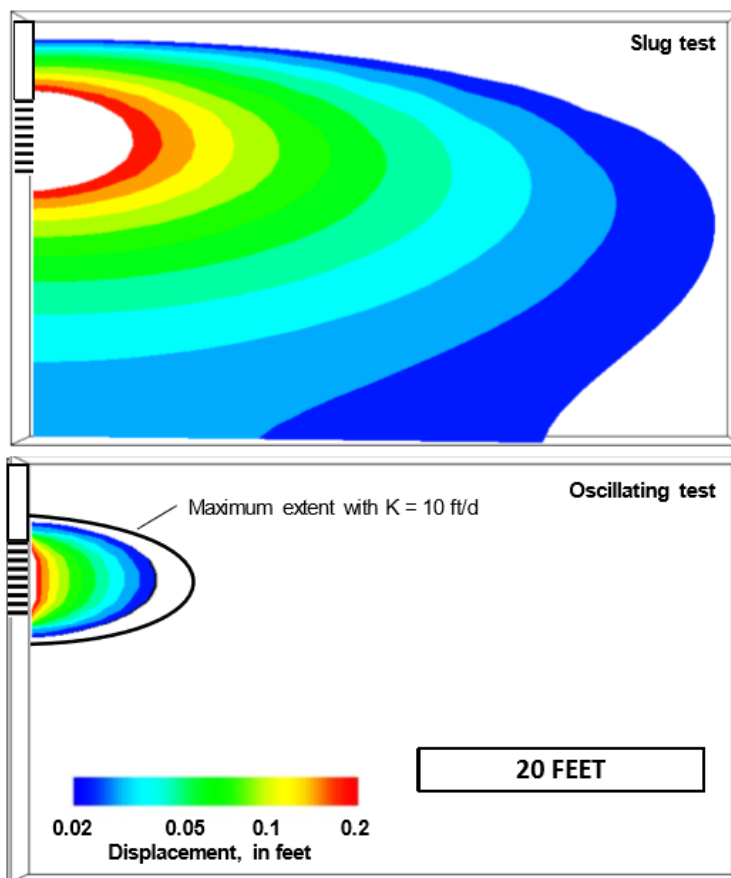 Slug test
Oscillating test
Maximum extent with K = 10 ft/d
20 FEET
0.02 0.05 0.1 0.2
Displacement, in feet